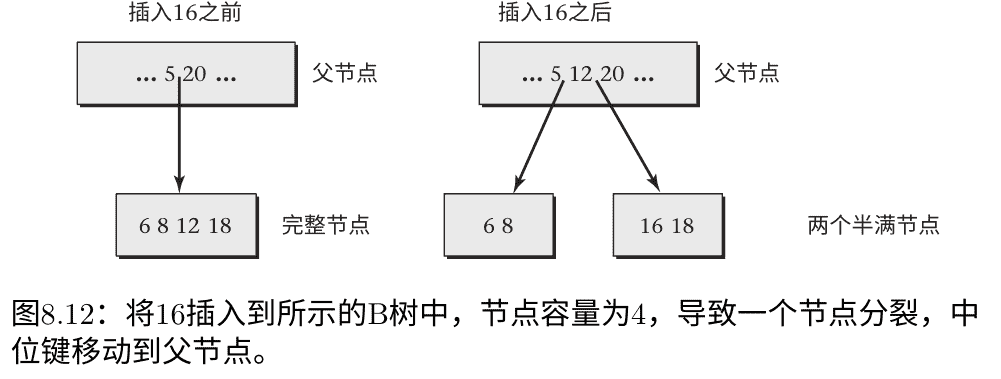 插入16之前
插入16之后
... 5 20 ...
父节点
... 5 12 20 ...
父节点
6 8 12 18
完整节点
6 8
16 18
两个半满节点
图8.12：将16插入到所示的B树中，节点容量为4，导致一个节点分裂，中
位键移动到父节点。